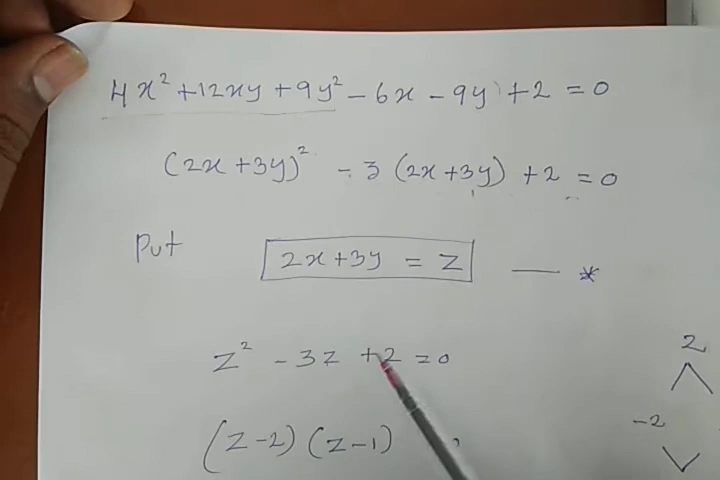 4x² + 12xy + 9y² - 6x - 9y + 2 = 0
(2x + 3y)² - 3 (2x + 3y) + 2 = 0
Put 2x + 3y = z — *
z² - 3z + 2 = 0
2
(z-2) (z-1)
-2